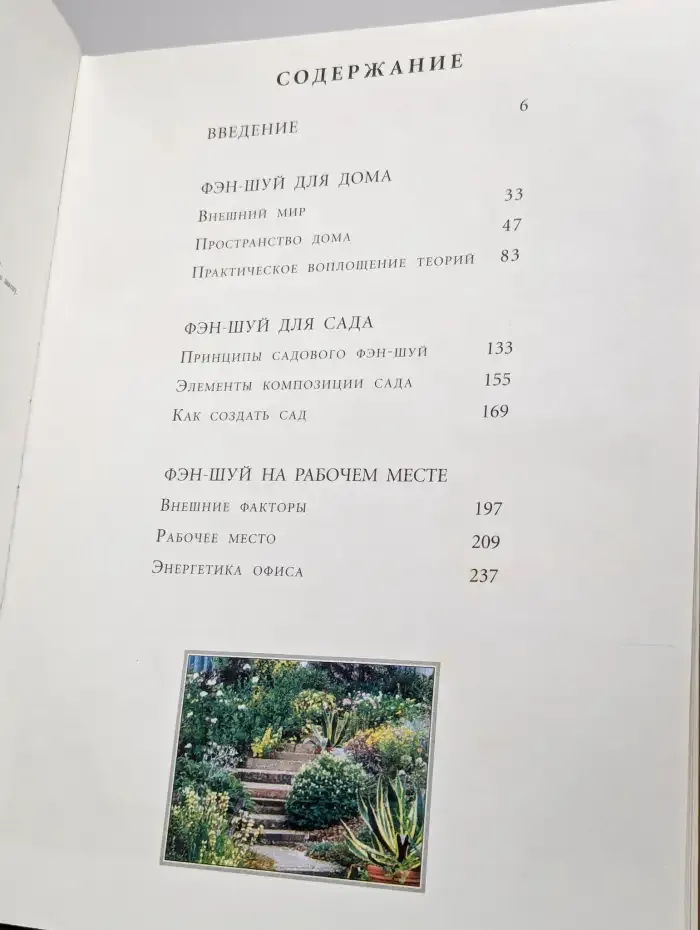 СОДЕРЖАНИЕ
ВВЕДЕНИЕ 6
ФЭН-ШУЙ ДЛЯ ДОМА
ВНЕШНИЙ МИР 33
ПРОСТРАНСТВО ДОМА 47
ПРАКТИЧЕСКОЕ ВОПЛОЩЕНИЕ ТЕОРИЙ 83
ФЭН-ШУЙ ДЛЯ САДА
ПРИНЦИПЫ САДОВОГО ФЭН-ШУЙ 133
ЭЛЕМЕНТЫ КОМПОЗИЦИИ САДА 155
КАК СОЗДАТЬ САД 169
ФЭН-ШУЙ НА РАБОЧЕМ МЕСТЕ
ВНЕШНИЕ ФАКТОРЫ 197
РАБОЧЕЕ МЕСТО 209
ЭНЕРГЕТИКА ОФИСА 237